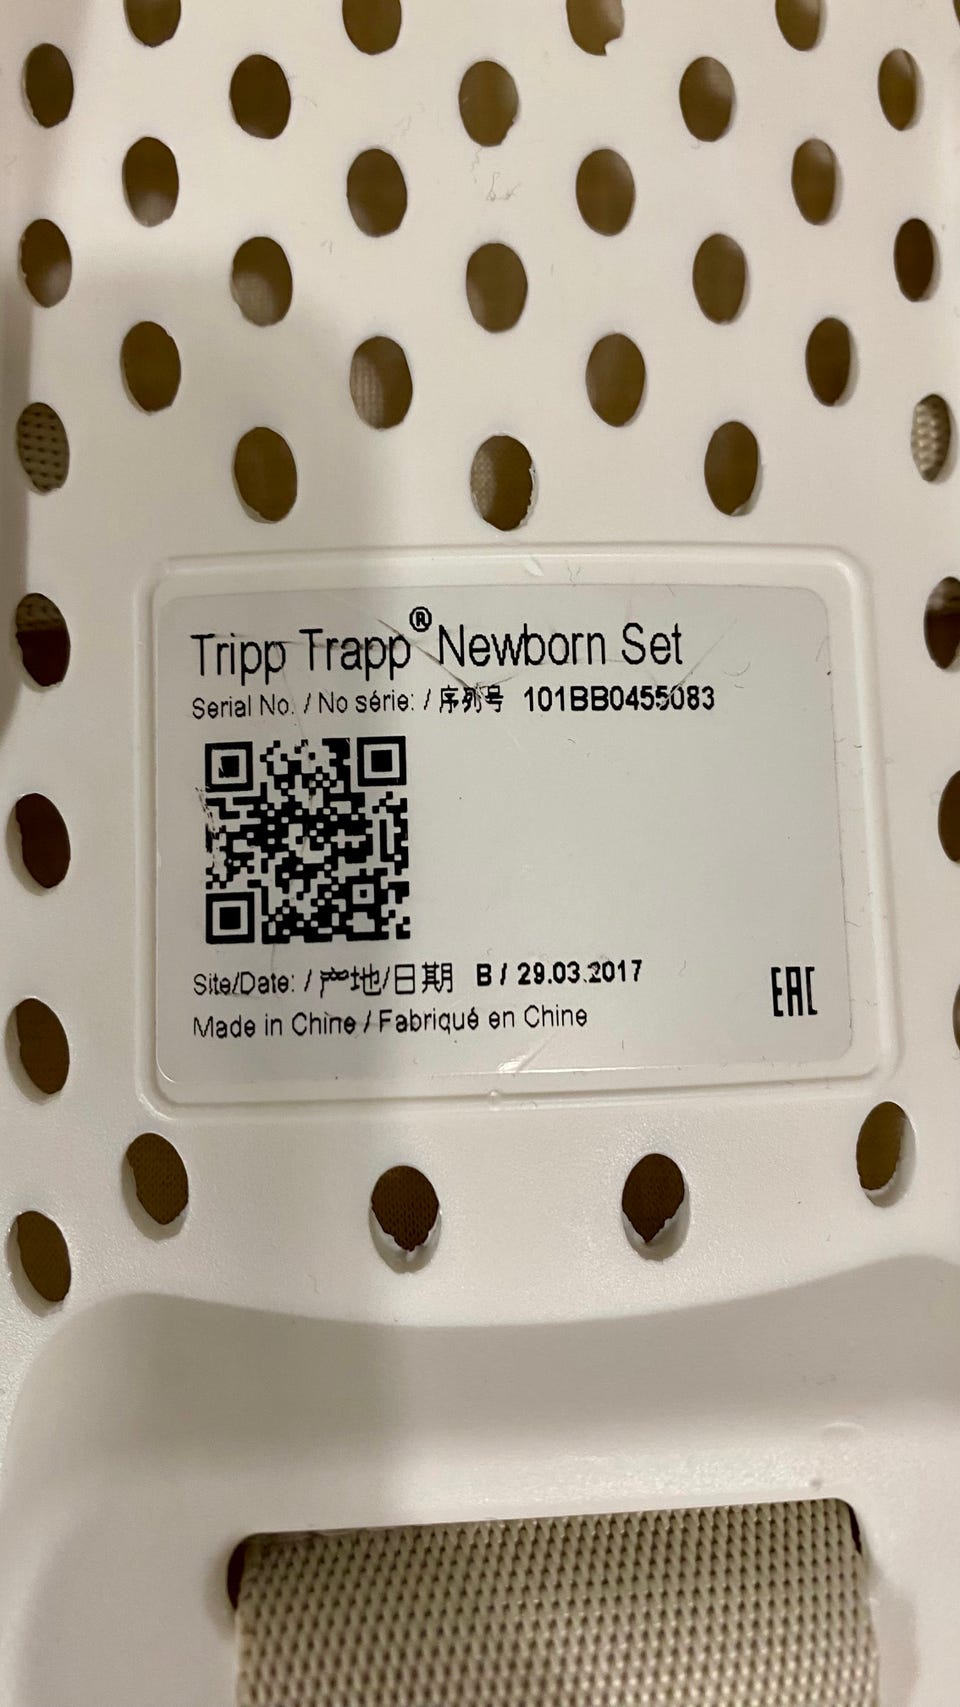 Tripp Trapp® Newborn Set
Serial No. / No série: / 序列号 101BB0455083
Site/Date: / 产地/日期 B / 29.03.2017
Made in Chine / Fabriqué en Chine
EAC